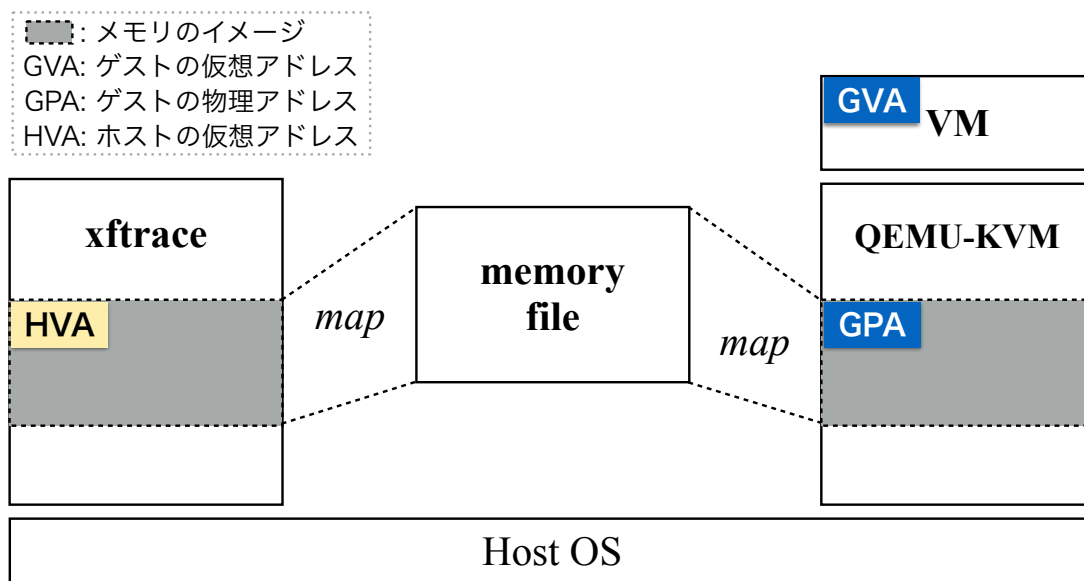 : メモリのイメージ
GVA: ゲストの仮想アドレス
GPA: ゲストの物理アドレス
HVA: ホストの仮想アドレス
GVA
VM
xftrace
memory
file
QEMU-KVM
HVA
map
map
GPA
Host OS